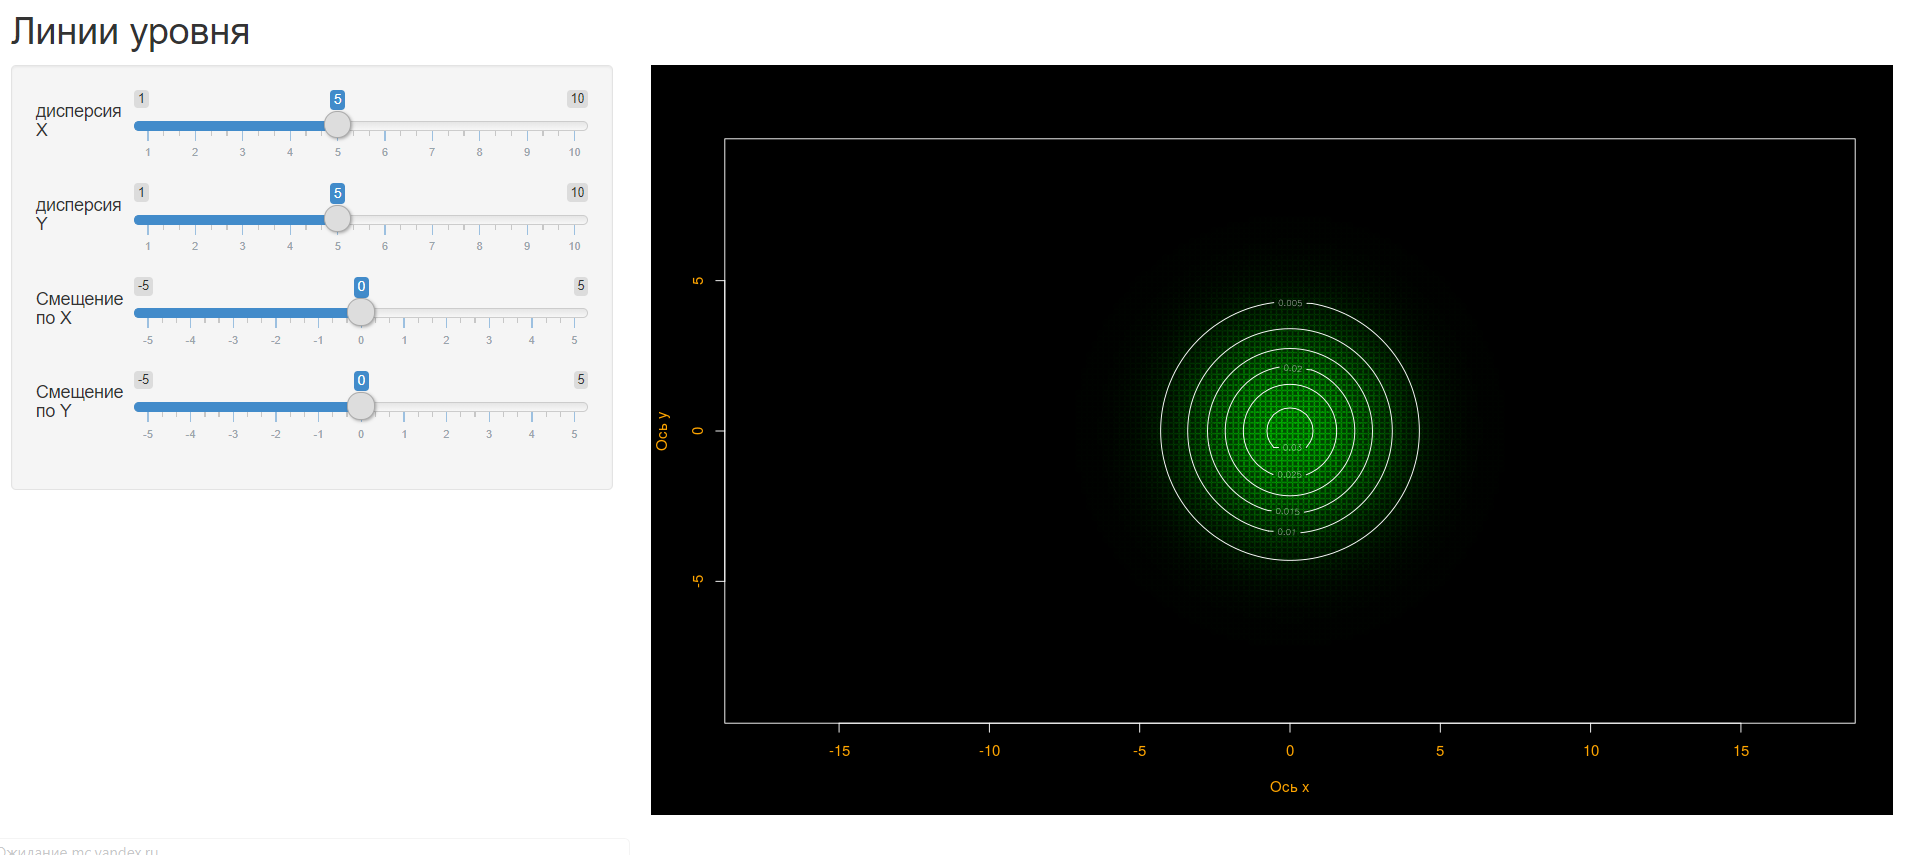 Линии уровня
дисперсия X
1 5 10
1 2 3 4 5 6 7 8 9 10
дисперсия Y
1 5 10
1 2 3 4 5 6 7 8 9 10
Смещение по X
-5 0 5
-5 -4 -3 -2 -1 0 1 2 3 4 5
Смещение по Y
-5 0 5
-5 -4 -3 -2 -1 0 1 2 3 4 5
Ось y
5
0
-5
0.005
0.02
0.03
0.025
0.015
0.01
-15 -10 -5 0 5 10 15
Ось x
Ожидание mc.yandex.ru